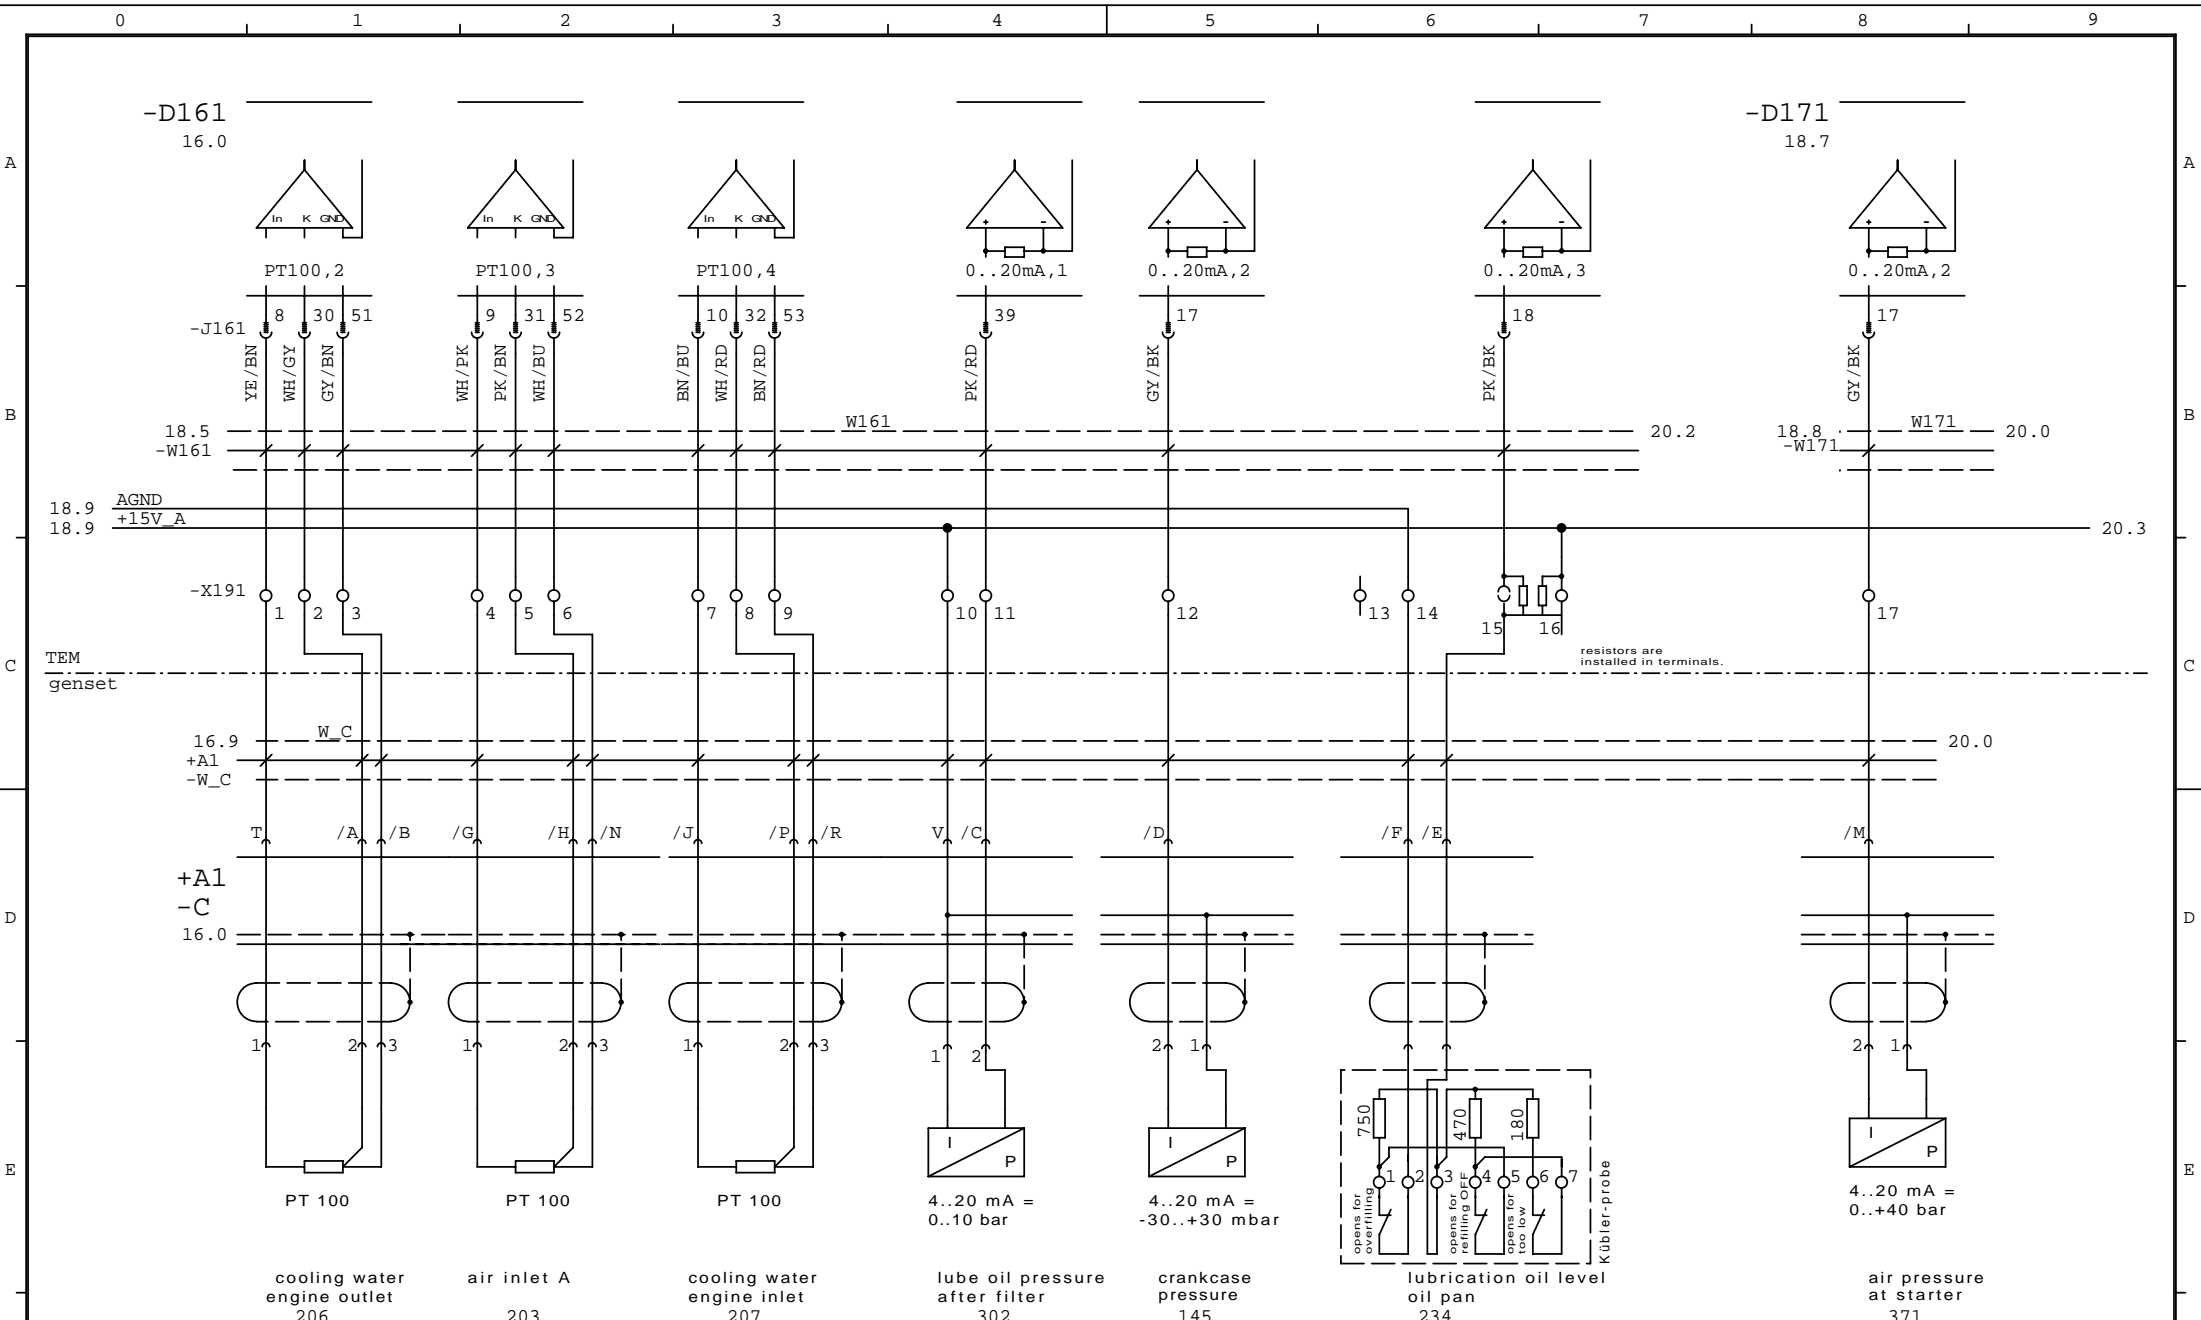 0 1 2 3 4 5 6 7 8 9
-D161 -D171
16.0 18.7
A A
In K GND In K GND In K GND + - + - + - + -
PT100,2 PT100,3 PT100,4 0..20mA,1 0..20mA,2 0..20mA,3 0..20mA,2
8 30 51 9 31 52 10 32 53 39 17 18 17
-J161
YE/BN WH/GY GY/BN WH/PK PK/BN WH/BU BN/BU WH/RD BN/RD PK/RD GY/BK PK/BK GY/BK
B B
18.5 W161 20.2 18.8 W171 20.0
-W161 -W171
18.9 AGND
18.9 +15V_A 20.3
-X191
1 2 3 4 5 6 7 8 9 10 11 12 13 14 15 16 17
resistors are
installed in terminals.
C C
TEM
genset
16.9 W_C 20.0
+A1
-W_C
T /A /B /G /H /N /J /P /R V /C /D /F /E /M
+A1
-C
D D
16.0
1 2 3 1 2 3 1 2 3 1 2 2 1 2 1
750 470 180
I P I P I P
1 2 3 4 5 6 7
E E
opens for
overfilling
opens for
refilling OFF
opens for
too low
Kübler-probe
PT 100 PT 100 PT 100
4..20 mA =
0..10 bar
4..20 mA =
-30..+30 mbar
4..20 mA =
0..+40 bar
cooling water
engine outlet
206
air inlet A
203
cooling water
engine inlet
207
lube oil pressure
after filter
302
crankcase
pressure
145
lubrication oil level
oil pan
234
air pressure
at starter
371